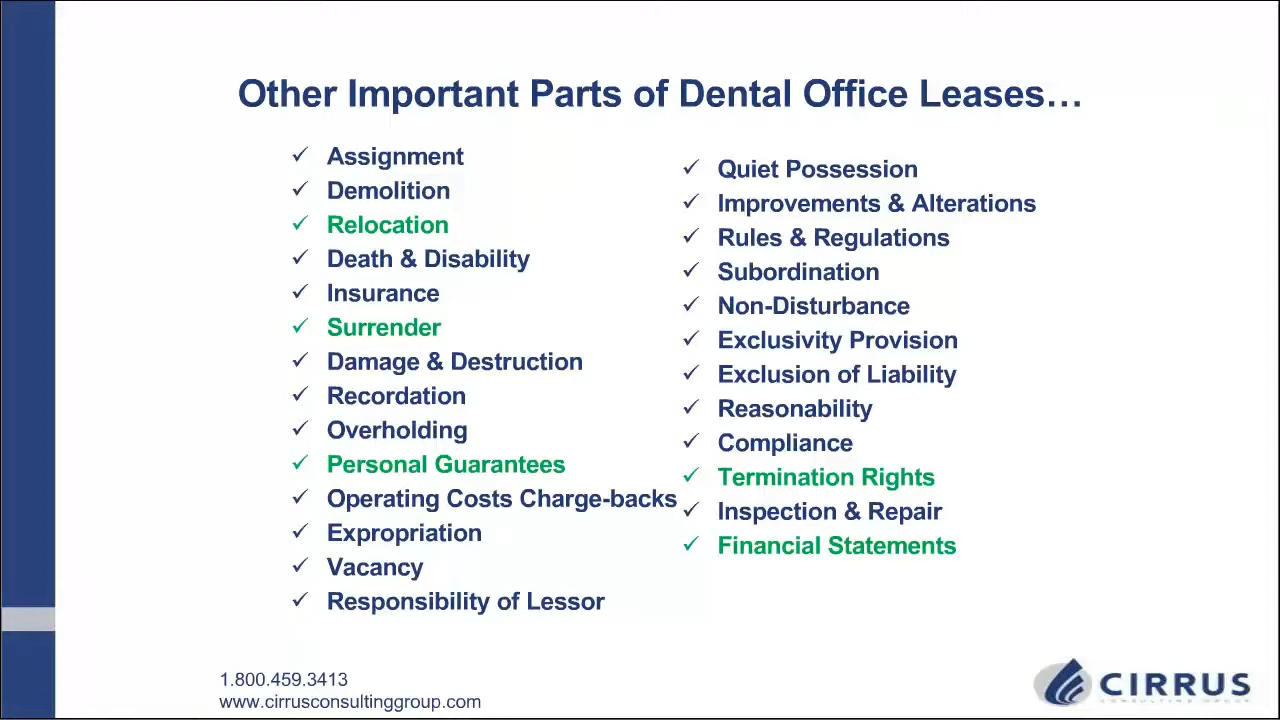 Other Important Parts of Dental Office Leases…
Assignment
Demolition
Relocation
Death & Disability
Insurance
Surrender
Damage & Destruction
Recordation
Overholding
Personal Guarantees
Operating Costs Charge-backs
Expropriation
Vacancy
Responsibility of Lessor
Quiet Possession
Improvements & Alterations
Rules & Regulations
Subordination
Non-Disturbance
Exclusivity Provision
Exclusion of Liability
Reasonability
Compliance
Termination Rights
Inspection & Repair
Financial Statements
1.800.459.3413
www.cirrusconsultinggroup.com
CIRRUS
CONSULTING GROUP